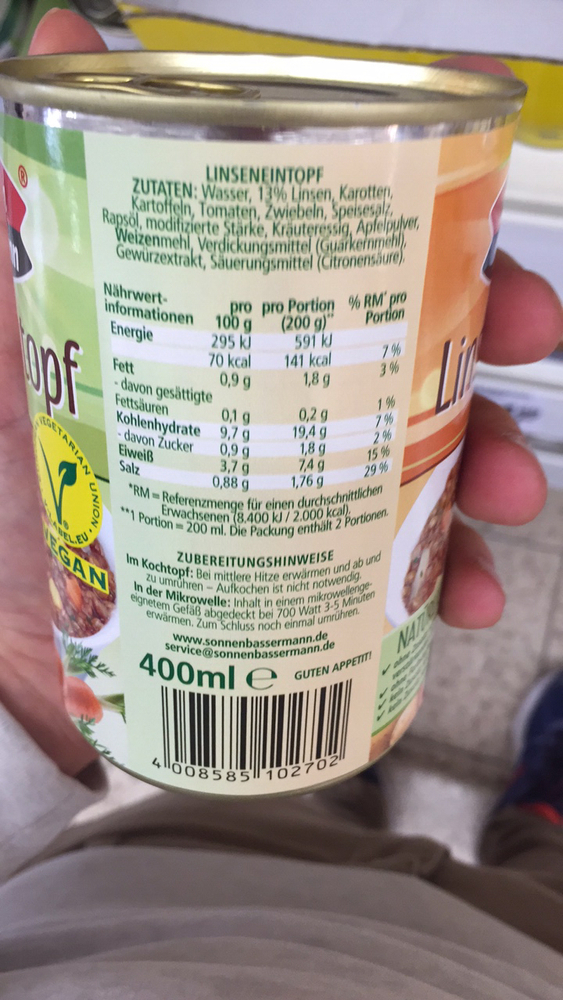 LINSENEINTOPF
ZUTATEN: Wasser, 13% Linsen, Karotten,
Kartoffeln, Tomaten, Zwiebeln, Speisesalz,
Rapsöl, modifizierte Stärke, Kräuteressig, Apfelpulver,
Weizenmehl, Verdickungsmittel (Guarkernmehl),
Gewürzextrakt, Säuerungsmittel (Citronensäure).
Nährwert-
informationen pro 100 g pro Portion (200 g)** % RM* pro Portion
Energie 295 kJ 591 kJ
70 kcal 141 kcal 7 %
Fett 0,9 g 1,8 g 3 %
- davon gesättigte
Fettsäuren 0,1 g 0,2 g 1 %
Kohlenhydrate 9,7 g 19,4 g 7 %
- davon Zucker 0,9 g 1,8 g 2 %
Eiweiß 3,7 g 7,4 g 15 %
Salz 0,88 g 1,76 g 29 %
*RM = Referenzmenge für einen durchschnittlichen
Erwachsenen (8.400 kJ / 2.000 kcal).
**1 Portion = 200 ml. Die Packung enthält 2 Portionen.
ZUBEREITUNGSHINWEISE
Im Kochtopf: Bei mittlere Hitze erwärmen und ab und
zu umrühren – Aufkochen ist nicht notwendig.
In der Mikrowelle: Inhalt in einem mikrowellenge-
eignetem Gefäß abgedeckt bei 700 Watt 3-5 Minuten
erwärmen. Zum Schluss noch einmal umrühren.
www.sonnenbassermann.de
service@sonnenbassermann.de
400ml e GUTEN APPETIT!
4 008585 102702
topf
VEGETARIAN UNION
LABEL.EU
VEGAN
®
Lin
NATÜ